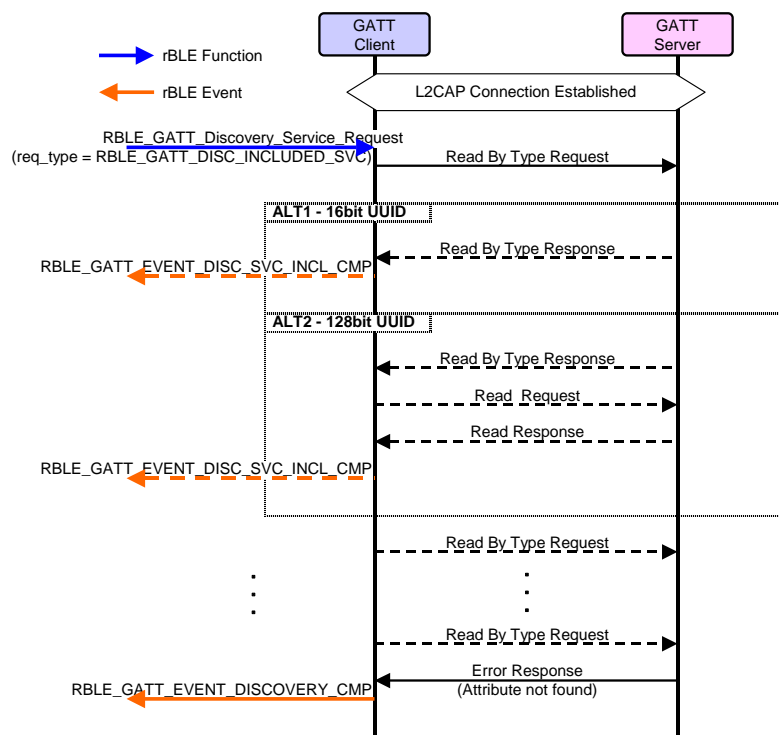 GATT
Client
GATT
Server
rBLE Function
rBLE Event
L2CAP Connection Established
RBLE_GATT_Discovery_Service_Request
(req_type = RBLE_GATT_DISC_INCLUDED_SVC)
Read By Type Request
ALT1 - 16bit UUID
Read By Type Response
RBLE_GATT_EVENT_DISC_SVC_INCL_CMP
ALT2 - 128bit UUID
Read By Type Response
Read Request
Read Response
RBLE_GATT_EVENT_DISC_SVC_INCL_CMP
Read By Type Request
Read By Type Request
Error Response
(Attribute not found)
RBLE_GATT_EVENT_DISCOVERY_CMP